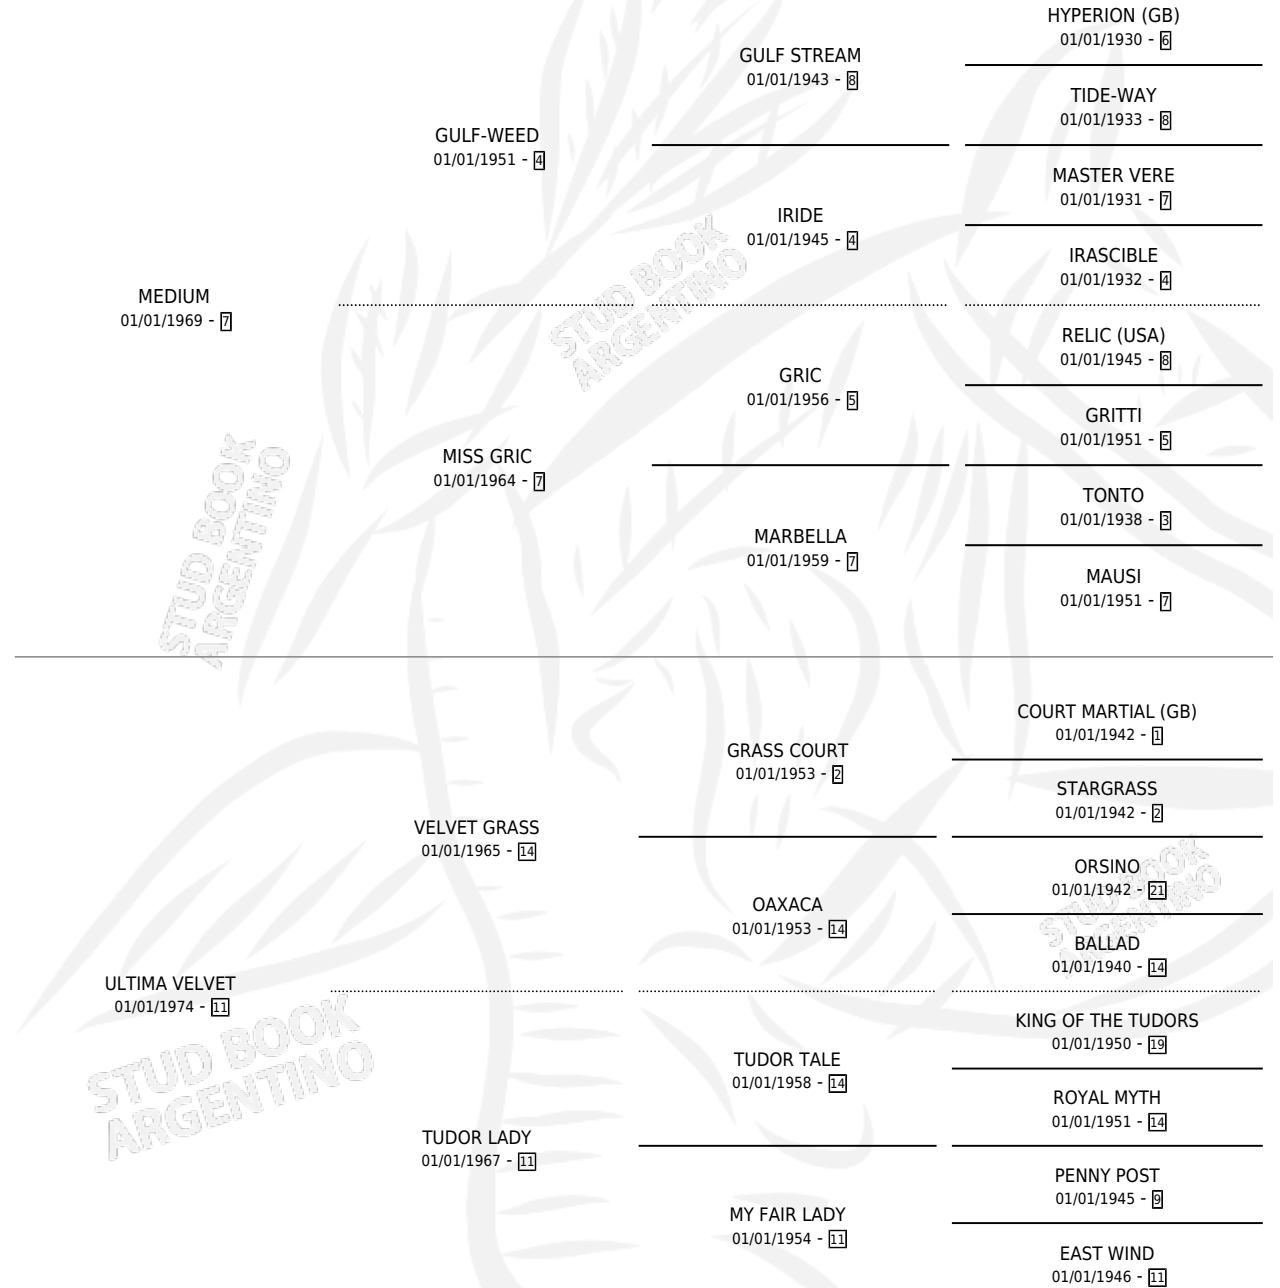 HYPERION (GB)
01/01/1930 - 6
GULF STREAM
01/01/1943 - 8
TIDE-WAY
01/01/1933 - 8
GULF-WEED
01/01/1951 - 4
MASTER VERE
01/01/1931 - 7
IRIDE
01/01/1945 - 4
IRASCIBLE
01/01/1932 - 4
MEDIUM
01/01/1969 - 7
RELIC (USA)
01/01/1945 - 8
GRIC
01/01/1956 - 5
GRITTI
01/01/1951 - 5
MISS GRIC
01/01/1964 - 7
TONTO
01/01/1938 - 3
MARBELLA
01/01/1959 - 7
MAUSI
01/01/1951 - 7
COURT MARTIAL (GB)
01/01/1942 - 1
GRASS COURT
01/01/1953 - 2
STARGRASS
01/01/1942 - 2
VELVET GRASS
01/01/1965 - 14
ORSINO
01/01/1942 - 21
OAXACA
01/01/1953 - 14
BALLAD
01/01/1940 - 14
ULTIMA VELVET
01/01/1974 - 11
KING OF THE TUDORS
01/01/1950 - 19
TUDOR TALE
01/01/1958 - 14
ROYAL MYTH
01/01/1951 - 14
TUDOR LADY
01/01/1967 - 11
PENNY POST
01/01/1945 - 9
MY FAIR LADY
01/01/1954 - 11
EAST WIND
01/01/1946 - 11
STUD BOOK
ARGENTINO
STUD BOOK
ARGENTINO
STUD BOOK
ARGENTINO
STUD BOOK
ARGENTINO